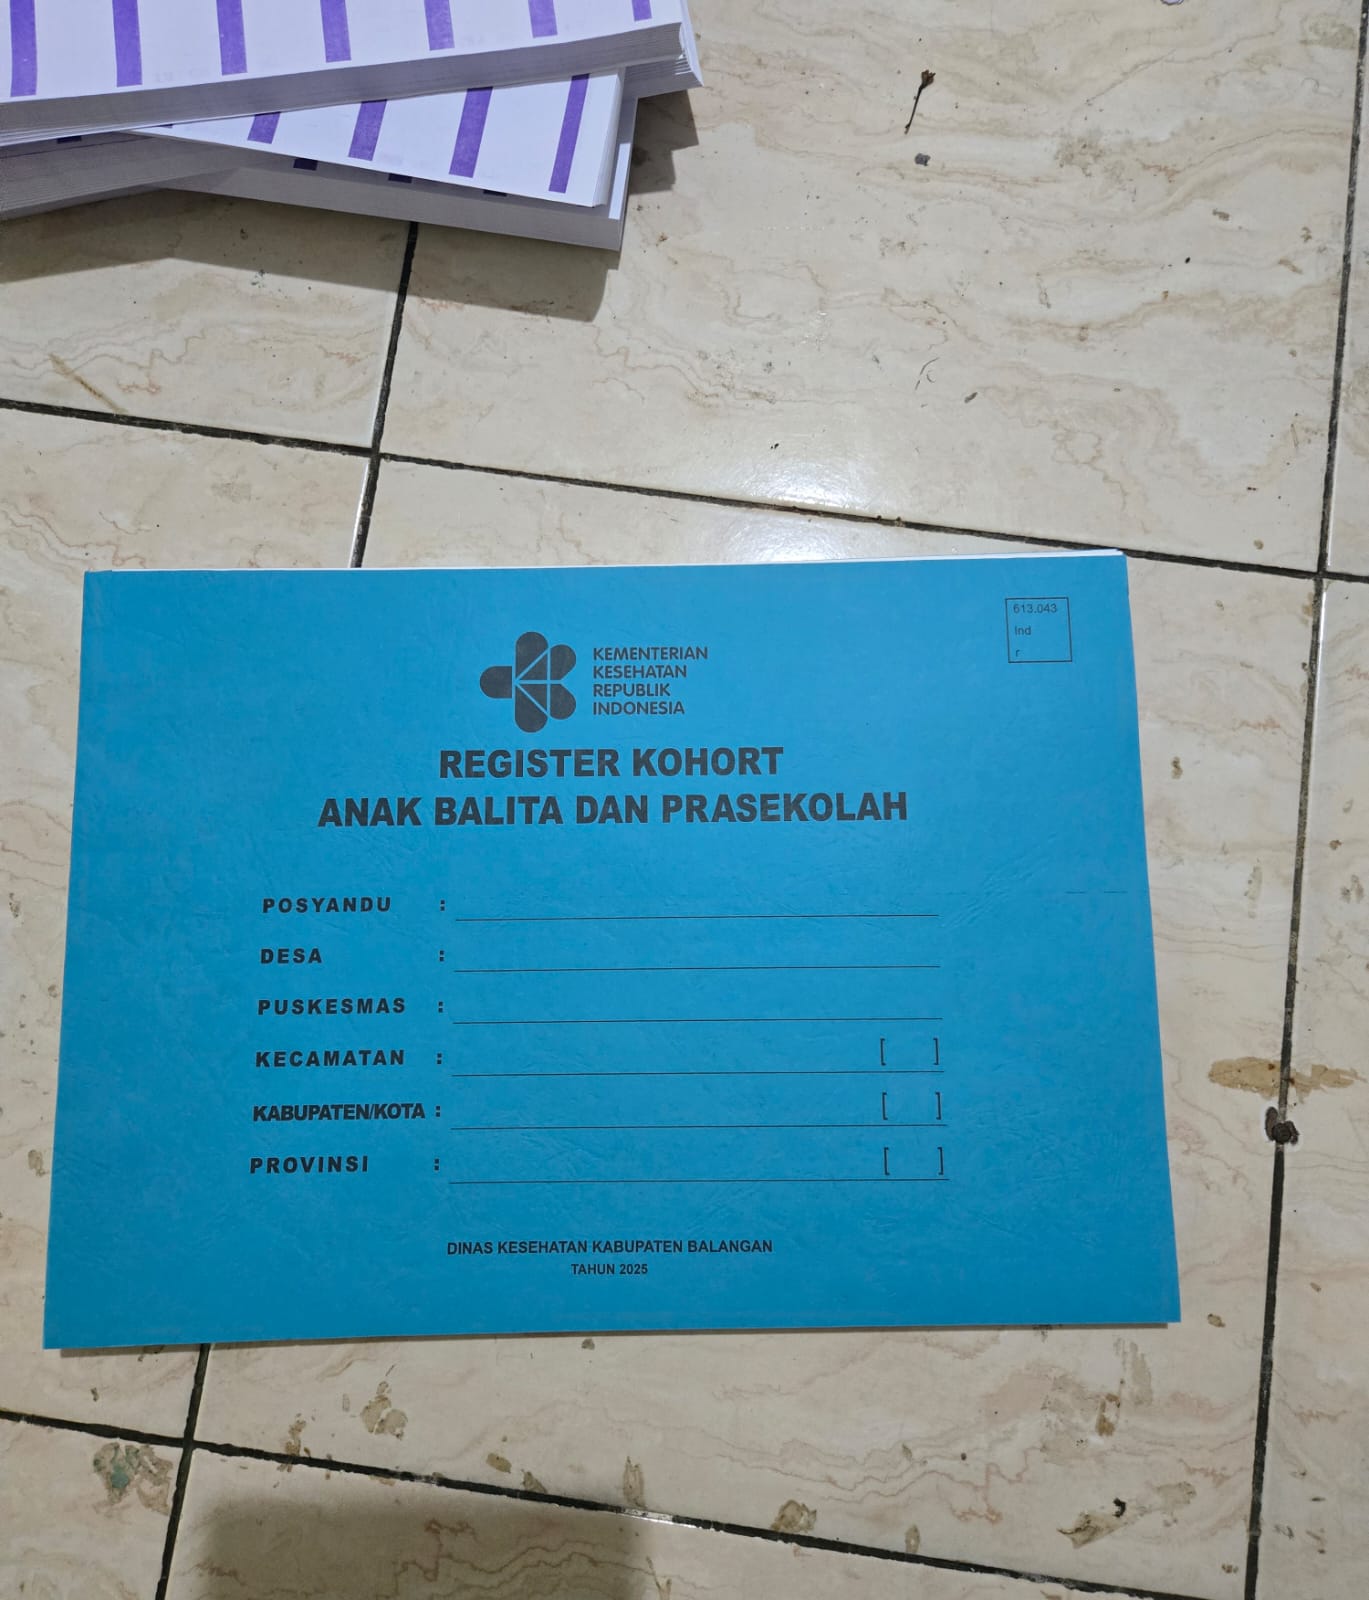 613.043
Ind
r
KEMENTERIAN
KESEHATAN
REPUBLIK
INDONESIA
REGISTER KOHORT
ANAK BALITA DAN PRASEKOLAH
POSYANDU :
DESA :
PUSKESMAS :
KECAMATAN : [ ]
KABUPATEN/KOTA : [ ]
PROVINSI : [ ]
DINAS KESEHATAN KABUPATEN BALANGAN
TAHUN 2025